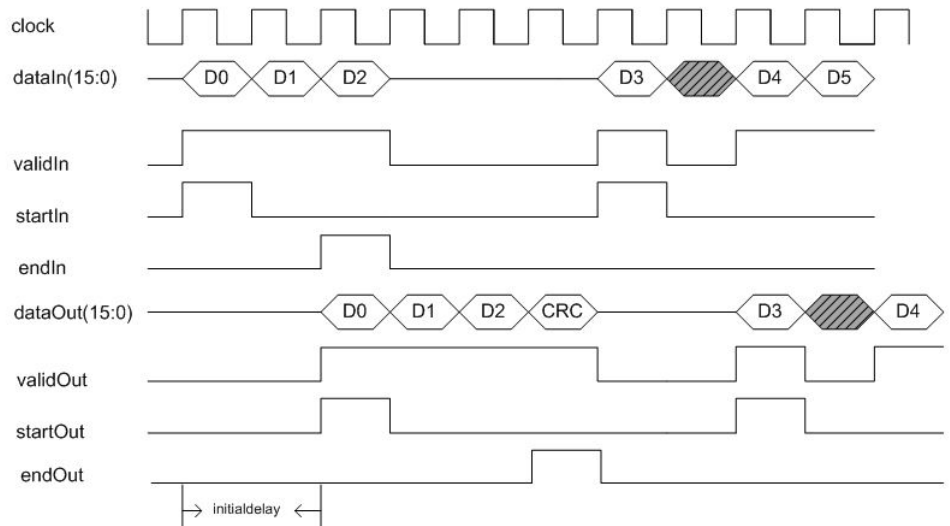 clock
dataIn(15:0) D0 D1 D2 D3 D4 D5
validIn
startIn
endIn
dataOut(15:0) D0 D1 D2 CRC D3 D4
validOut
startOut
endOut
initialdelay